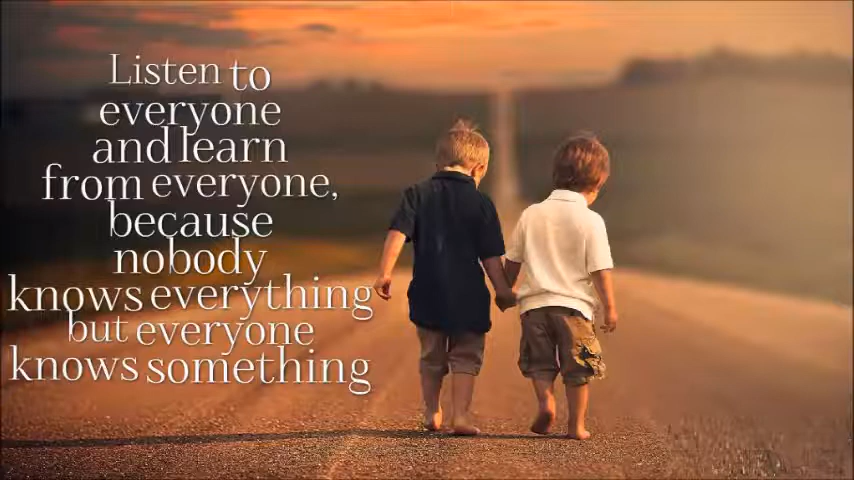 Listen to
everyone
and learn
from everyone,
because
nobody
knows everything
but everyone
knows something